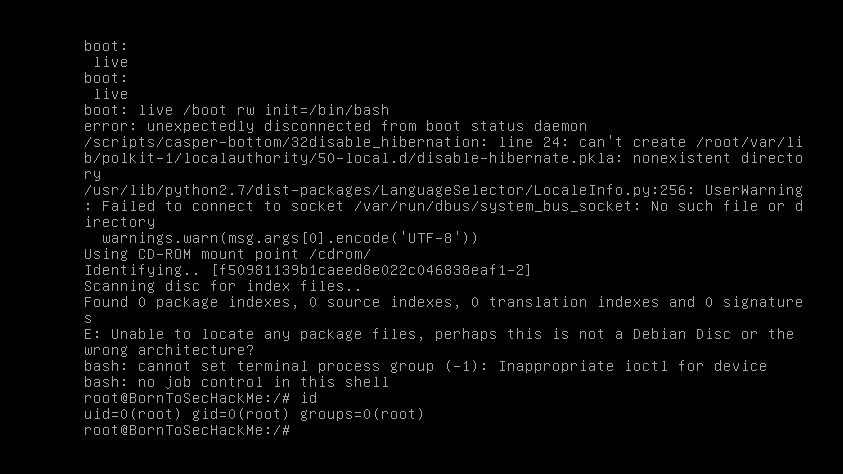 boot:
 live
boot:
 live
boot: live /boot rw init=/bin/bash
error: unexpectedly disconnected from boot status daemon
/scripts/casper-bottom/32disable_hibernation: line 24: can't create /root/var/li
b/polkit-1/localauthority/50-local.d/disable-hibernate.pkla: nonexistent directo
ry
/usr/lib/python2.7/dist-packages/LanguageSelector/LocaleInfo.py:256: UserWarning
: Failed to connect to socket /var/run/dbus/system_bus_socket: No such file or d
irectory
  warnings.warn(msg.args[0].encode('UTF-8'))
Using CD-ROM mount point /cdrom/
Identifying.. [f50981139b1caeed8e022c046838eaf1-2]
Scanning disc for index files..
Found 0 package indexes, 0 source indexes, 0 translation indexes and 0 signature
s
E: Unable to locate any package files, perhaps this is not a Debian Disc or the
wrong architecture?
bash: cannot set terminal process group (-1): Inappropriate ioctl for device
bash: no job control in this shell
root@BornToSecHackMe:/# id
uid=0(root) gid=0(root) groups=0(root)
root@BornToSecHackMe:/#